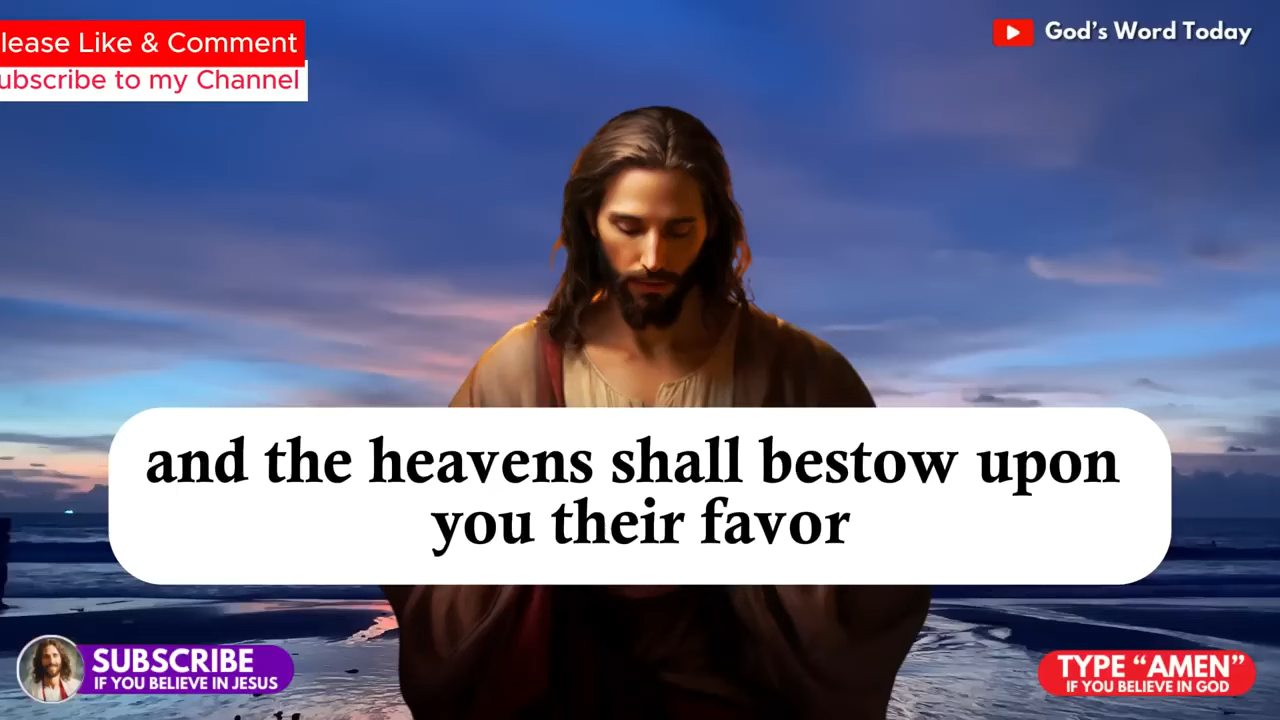 lease Like & Comment
ubscribe to my Channel
God's Word Today
and the heavens shall bestow upon
you their favor
SUBSCRIBE
IF YOU BELIEVE IN JESUS
TYPE “AMEN”
IF YOU BELIEVE IN GOD